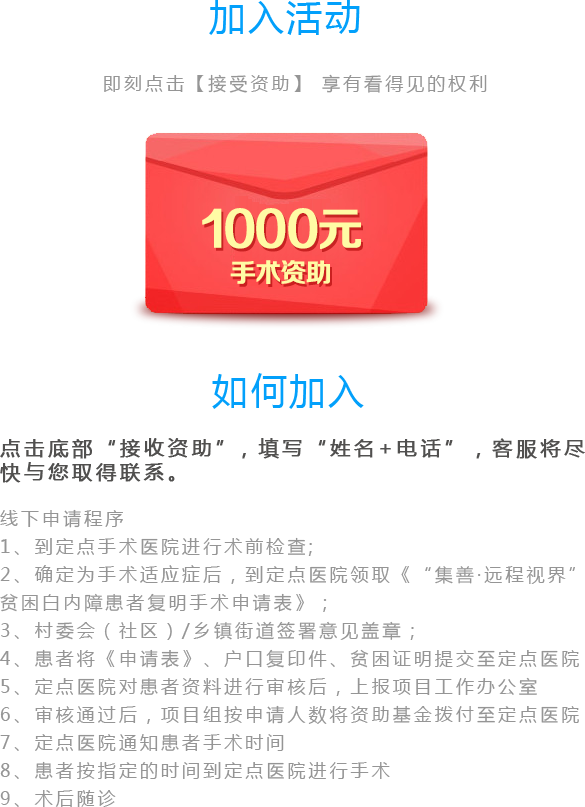 加入活动
即刻点击【接受资助】 享有看得见的权利
1000元
手术资助
如何加入
点击底部“接收资助”，填写“姓名+电话”，客服将尽
快与您取得联系。
线下申请程序
1、到定点手术医院进行术前检查;
2、确定为手术适应症后，到定点医院领取《“集善·远程视界”
贫困白内障患者复明手术申请表》；
3、村委会（社区）/乡镇街道签署意见盖章；
4、患者将《申请表》、户口复印件、贫困证明提交至定点医院
5、定点医院对患者资料进行审核后，上报项目工作办公室
6、审核通过后，项目组按申请人数将资助基金拨付至定点医院
7、定点医院通知患者手术时间
8、患者按指定的时间到定点医院进行手术
9、术后随诊